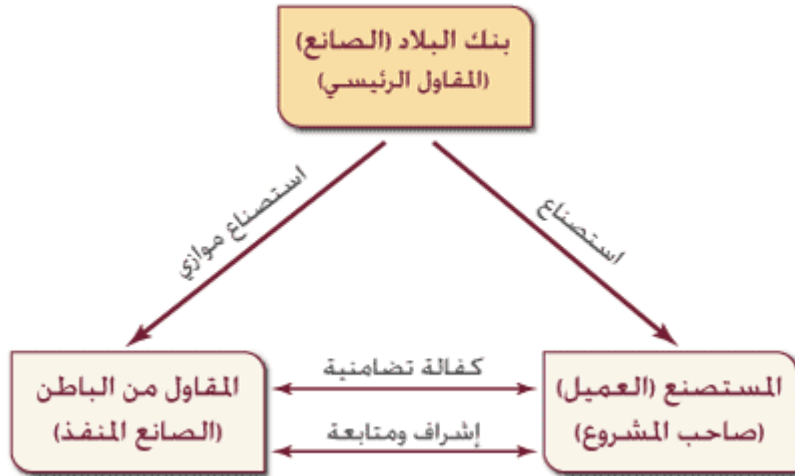 بنك البلاد (الصانع)
(المقاول الرئيسي)
استصناع موازي
استصناع
المستصنع (العميل)
(صاحب المشروع)
كفالة تضامنية
إشراف ومتابعة
المقاول من الباطن
(الصانع المنفذ)